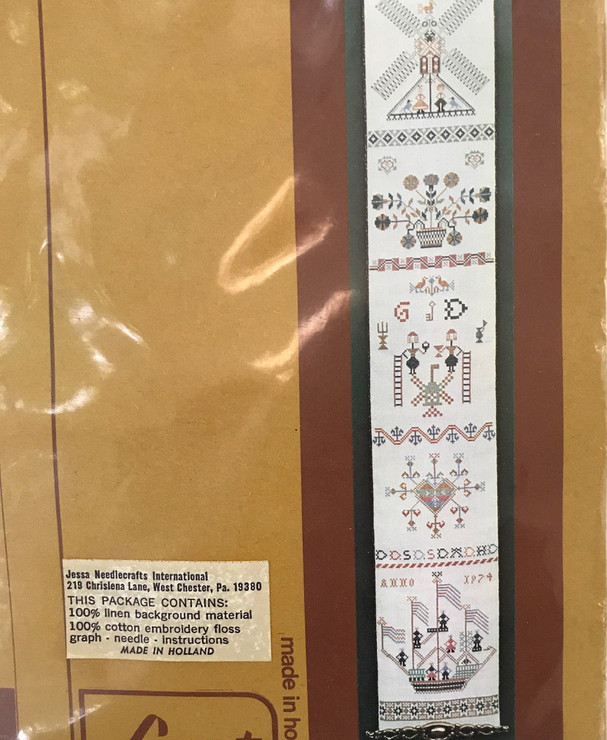 G D
ANNO 1974
Jessa Needlecrafts International
219 Chrislena Lane, West Chester, Pa. 19380
THIS PACKAGE CONTAINS:
100% linen background material
100% cotton embroidery floss
graph - needle - instructions
MADE IN HOLLAND
made in ho